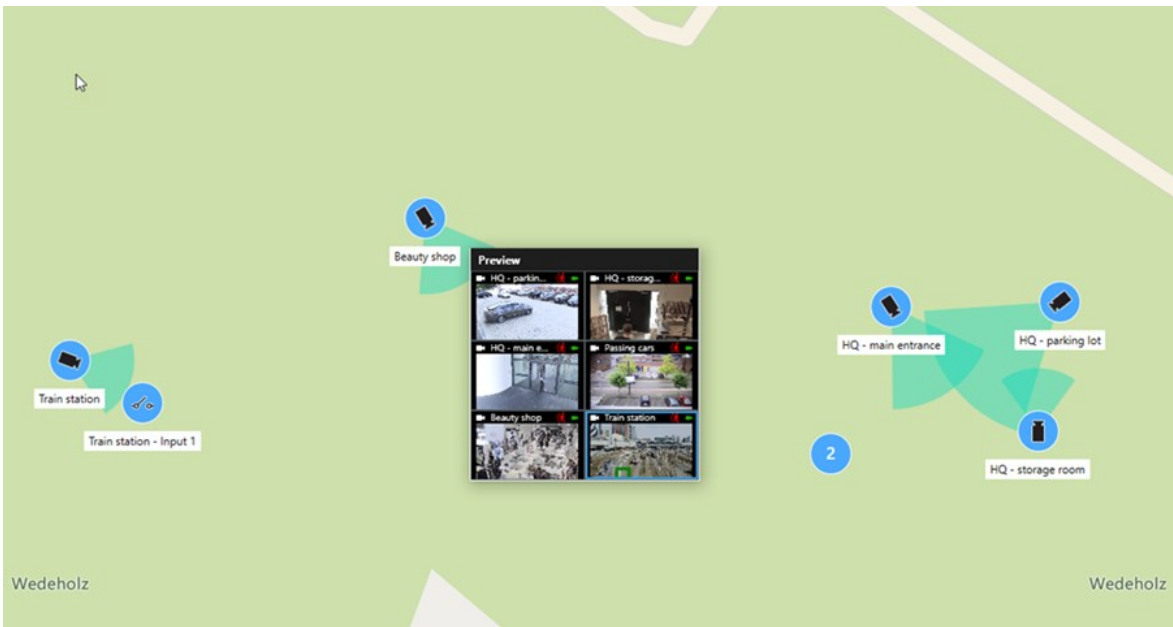 Beauty shop
Preview
HQ - parkin...
HQ - storag...
HQ - main e...
Passing cars
Beauty shop
Train station
HQ - main entrance
HQ - parking lot
Train station
Train station - Input 1
2
HQ - storage room
Wedeholz
Wedeholz